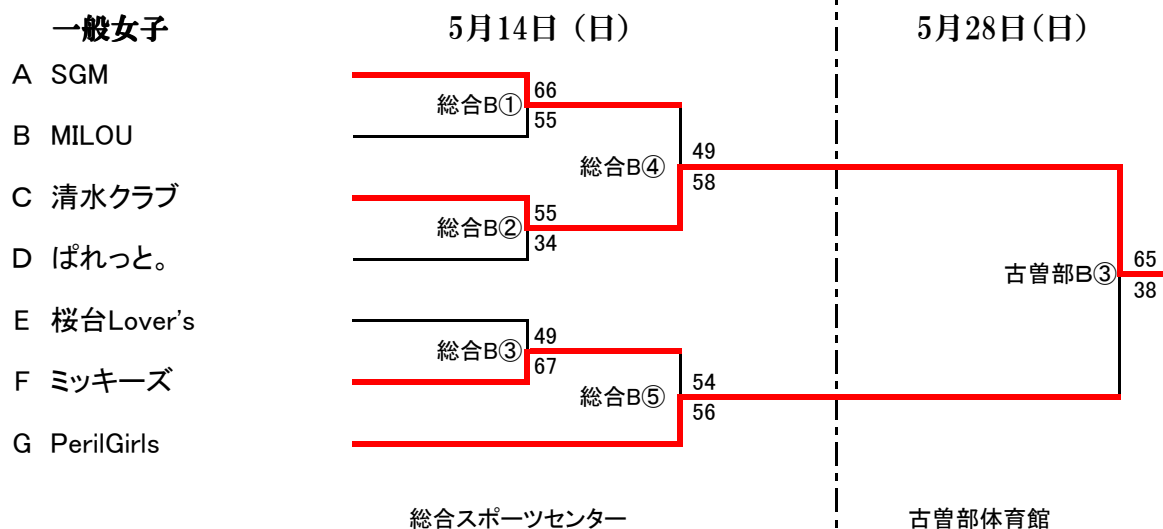 一般女子 5月14日(日) 5月28日(日)
A SGM
66
総合B①
55
B MILOU
49
総合B④
58
C 清水クラブ
55
総合B②
34
D ぱれっと。
65
古曽部B③
38
E 桜台Lover's
49
総合B③
67
F ミッキーズ
54
総合B⑤
56
G PerilGirls
総合スポーツセンター 古曽部体育館